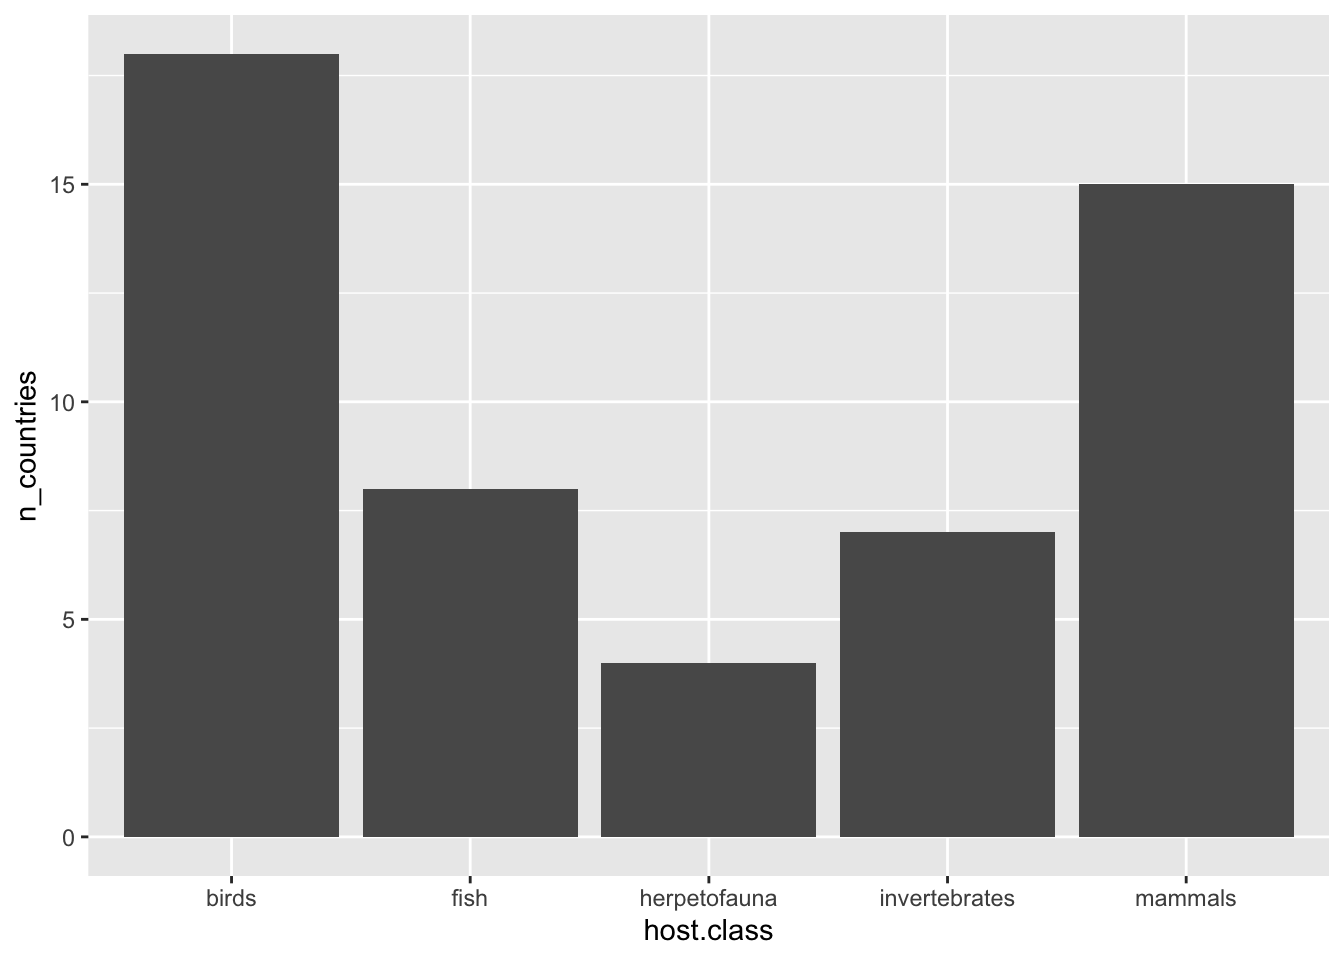 n_countries
15
10
5
0
birds fish herpetofauna invertebrates mammals
host.class